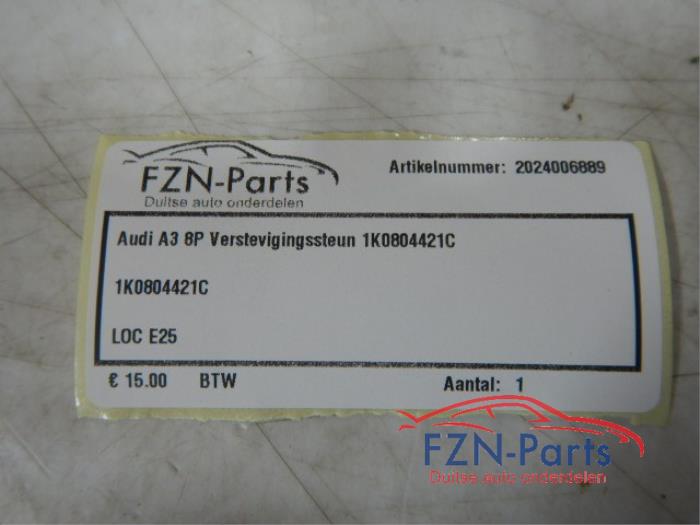 FZN-Parts
Duitse auto onderdelen
Artikelnummer: 2024006889
Audi A3 8P Verstevigingssteun 1K0804421C
1K0804421C
LOC E25
€ 15.00 BTW Aantal: 1
FZN-Parts
Duitse auto onderdelen